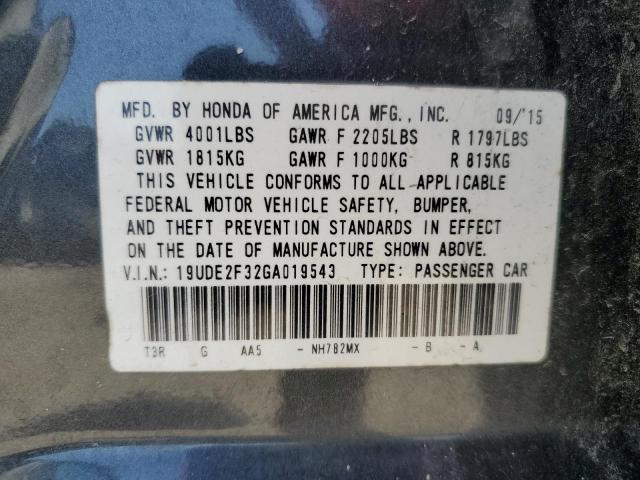 MFD. BY HONDA OF AMERICA MFG., INC. 09/'15
GVWR 4001LBS GAWR F 2205LBS R 1797LBS
GVWR 1815KG GAWR F 1000KG R 815KG
THIS VEHICLE CONFORMS TO ALL APPLICABLE
FEDERAL MOTOR VEHICLE SAFETY, BUMPER,
AND THEFT PREVENTION STANDARDS IN EFFECT
ON THE DATE OF MANUFACTURE SHOWN ABOVE.
V.I.N.: 19UDE2F32GA019543 TYPE: PASSENGER CAR
T3R G AA5 - NH782MX - B - A